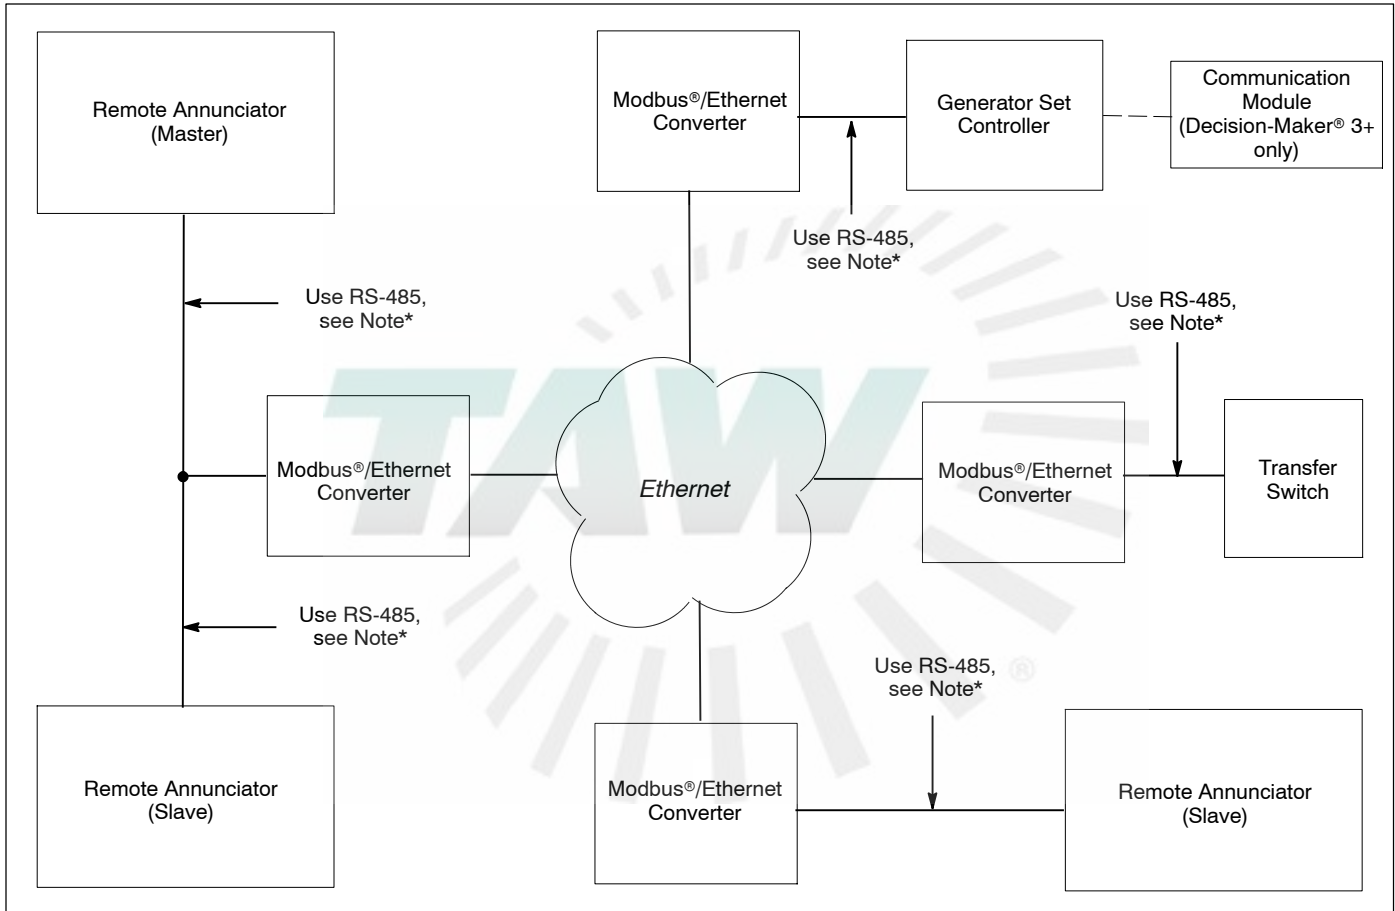 Remote Annunciator
(Master)
Modbus®/Ethernet
Converter
Generator Set
Controller
Communication
Module
(Decision-Maker® 3+
only)
Use RS-485,
see Note*
Use RS-485,
see Note*
Use RS-485,
see Note*
Modbus®/Ethernet
Converter
Ethernet
Modbus®/Ethernet
Converter
Transfer
Switch
TAW
Use RS-485,
see Note*
Use RS-485,
see Note*
®
Remote Annunciator
(Slave)
Modbus®/Ethernet
Converter
Remote Annunciator
(Slave)